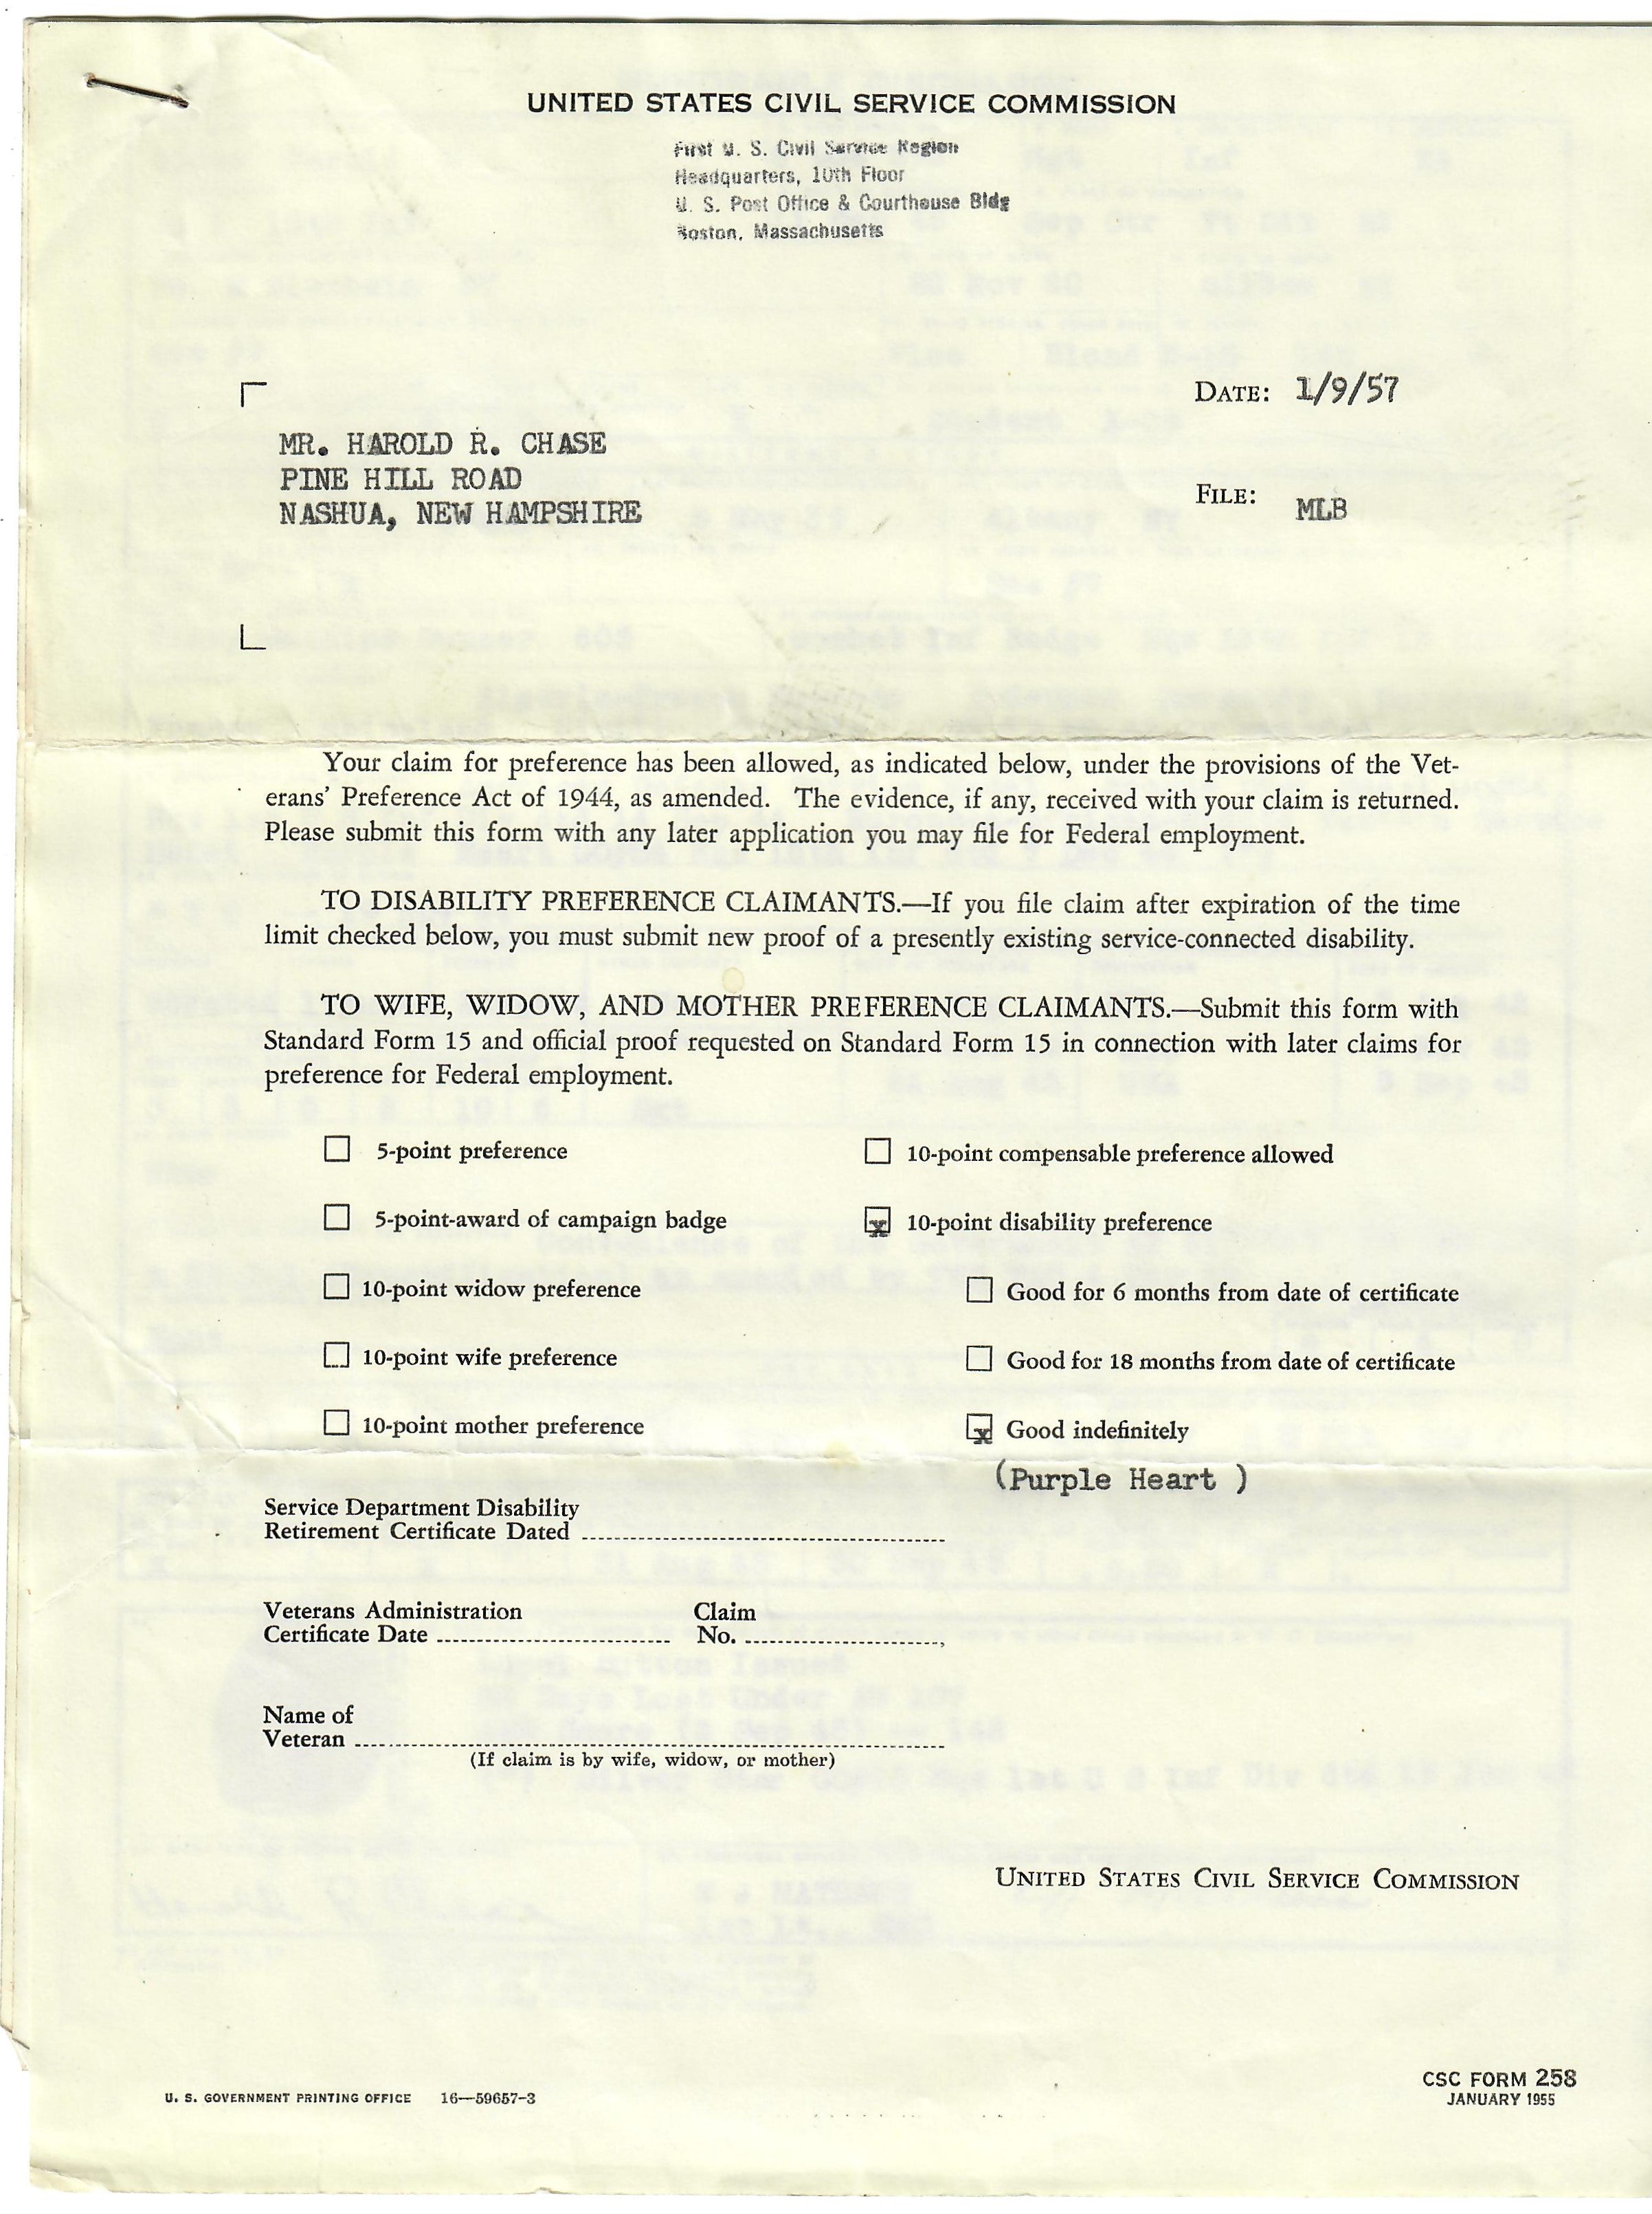 UNITED STATES CIVIL SERVICE COMMISSION
First U. S. Civil Service Region
Headquarters, 10th Floor
U. S. Post Office & Courthouse Bldg
Boston, Massachusetts
DATE: 1/9/57
MR. HAROLD R. CHASE
PINE HILL ROAD
NASHUA, NEW HAMPSHIRE
FILE: MLB
Your claim for preference has been allowed, as indicated below, under the provisions of the Vet-
erans' Preference Act of 1944, as amended. The evidence, if any, received with your claim is returned.
Please submit this form with any later application you may file for Federal employment.
TO DISABILITY PREFERENCE CLAIMANTS.—If you file claim after expiration of the time
limit checked below, you must submit new proof of a presently existing service-connected disability.
TO WIFE, WIDOW, AND MOTHER PREFERENCE CLAIMANTS.—Submit this form with
Standard Form 15 and official proof requested on Standard Form 15 in connection with later claims for
preference for Federal employment.
☐ 5-point preference
☐ 5-point-award of campaign badge
☐ 10-point widow preference
☐ 10-point wife preference
☐ 10-point mother preference
☐ 10-point compensable preference allowed
☒ 10-point disability preference
☐ Good for 6 months from date of certificate
☐ Good for 18 months from date of certificate
☒ Good indefinitely
(Purple Heart )
Service Department Disability
Retirement Certificate Dated
Veterans Administration Claim
Certificate Date No.
Name of
Veteran
(If claim is by wife, widow, or mother)
UNITED STATES CIVIL SERVICE COMMISSION
U. S. GOVERNMENT PRINTING OFFICE 16—59657-3
CSC FORM 258
JANUARY 1955